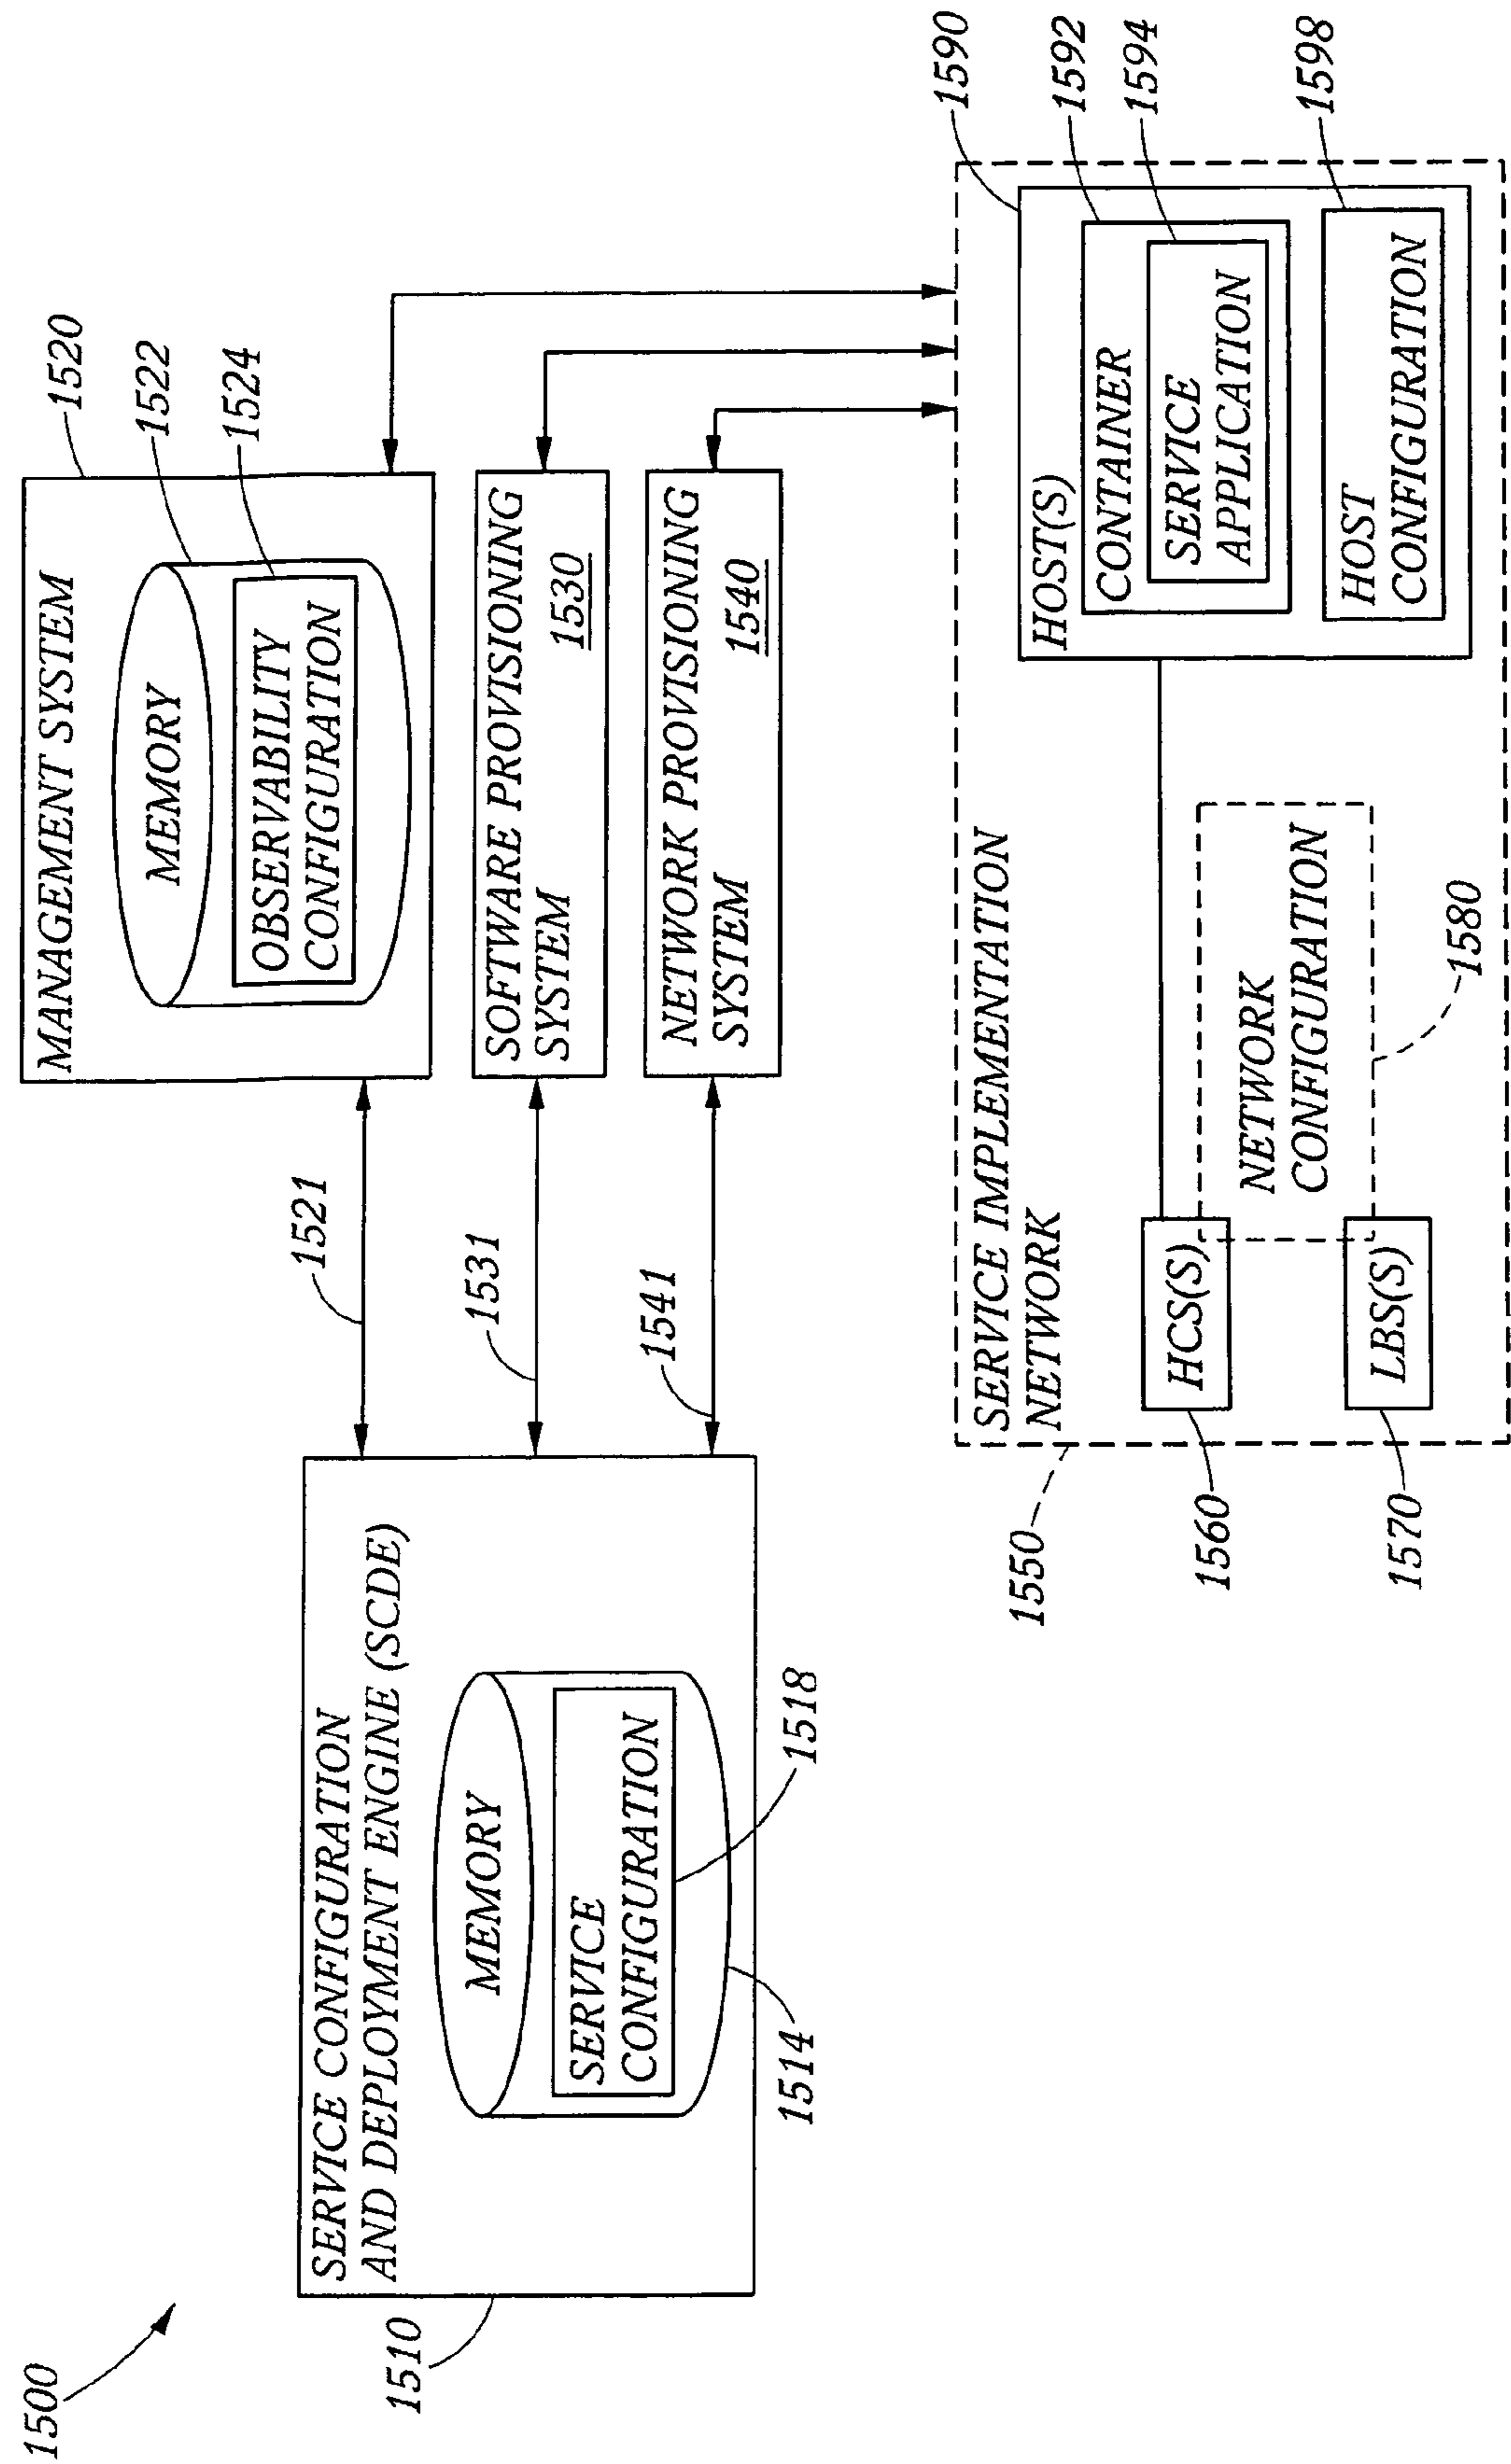 1500
1510
SERVICE CONFIGURATION
AND DEPLOYMENT ENGINE (SCDE)
MEMORY
SERVICE
CONFIGURATION
1518
1514
1521
1531
1541
MANAGEMENT SYSTEM
MEMORY
OBSERVABILITY
CONFIGURATION
1520
1522
1524
SOFTWARE PROVISIONING
SYSTEM
1530
NETWORK PROVISIONING
SYSTEM
1540
1550
SERVICE IMPLEMENTATION
NETWORK
HCS(S)
1560
LBS(S)
1570
NETWORK
CONFIGURATION
1580
HOST(S)
CONTAINER
SERVICE
APPLICATION
HOST
CONFIGURATION
1590
1592
1594
1598